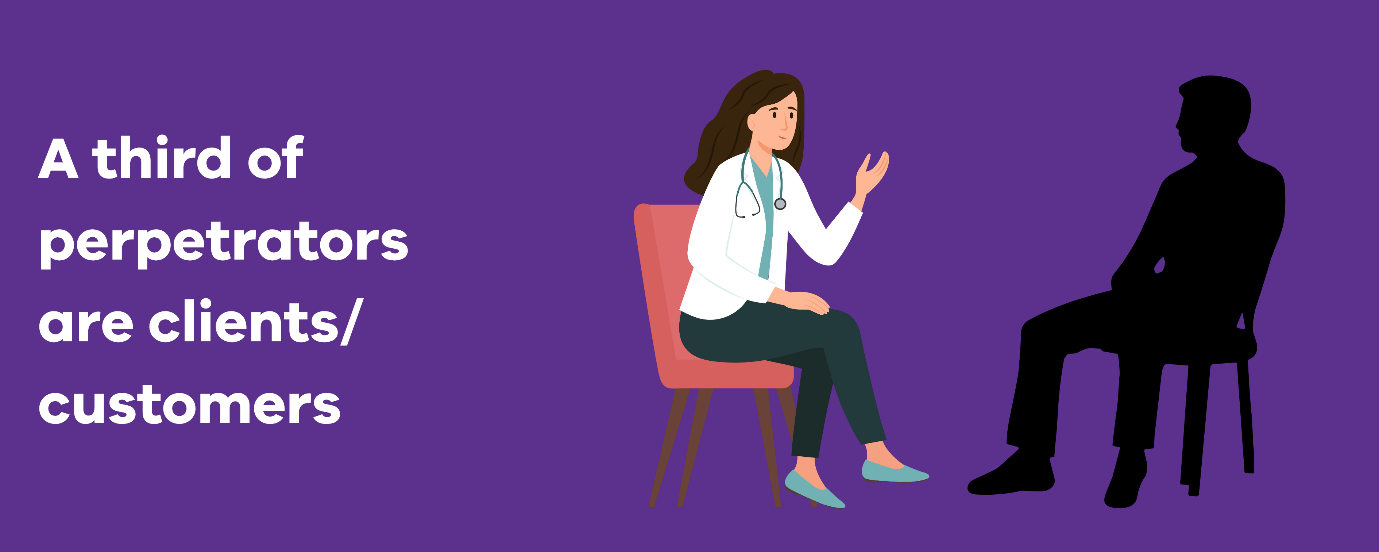 A third of
perpetrators
are clients/
customers